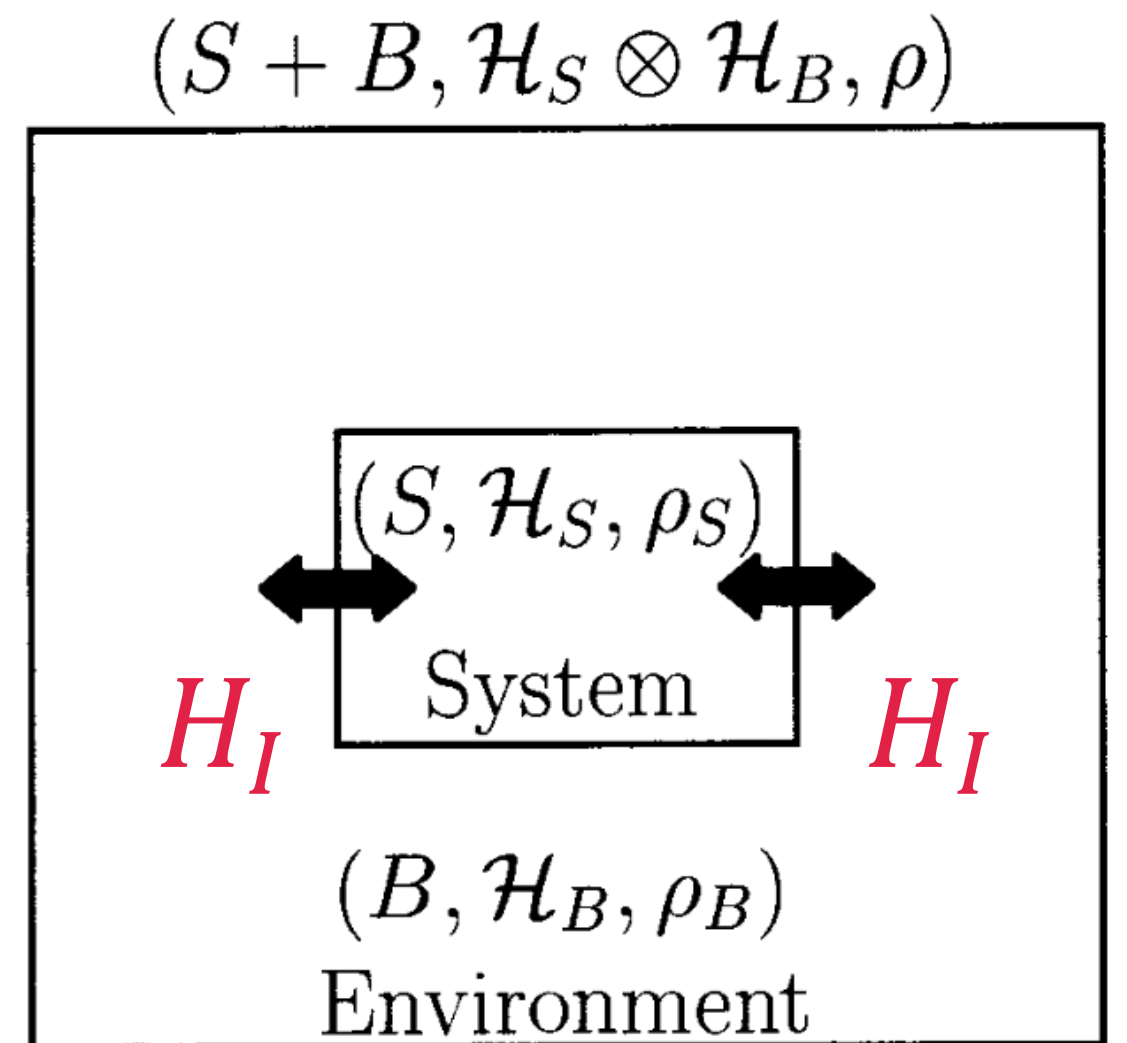 (S + B, ℋ_S ⊗ ℋ_B, ρ)
(S, ℋ_S, ρ_S)
System
H_I H_I
(B, ℋ_B, ρ_B)
Environment